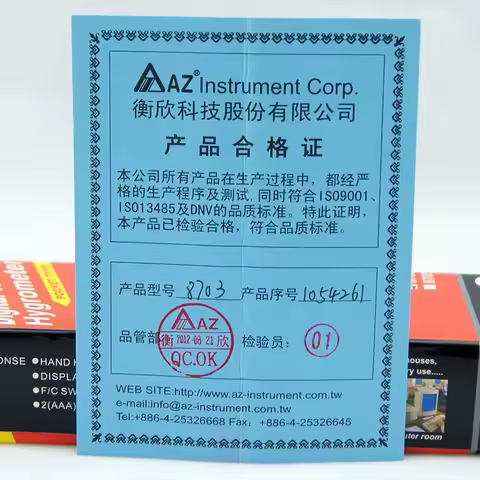 AZ® Instrument Corp.
衡欣科技股份有限公司
产品合格证
本公司所有产品在生产过程中，都经严
格的生产程序及测试，同时符合ISO9001、
ISO13485及DNV的品质标准。特此证明，
本产品已检验合格，符合品质标准。
产品型号 8703 产品序号 1054261
品管部 检验员：01
AZ
衡 2012-08-21 欣
QC.OK
WEB SITE:http://www.az-instrument.com.tw
e-mail:info@az-instrument.com.tw
Tel:+886-4-25326668 Fax：+886-4-25326645
Hygrometer
POCKET TYPE
ONSE
●HAND H
●DISPLA
●F/C SW
●2(AAA)
houses,
ry use.....
uter room